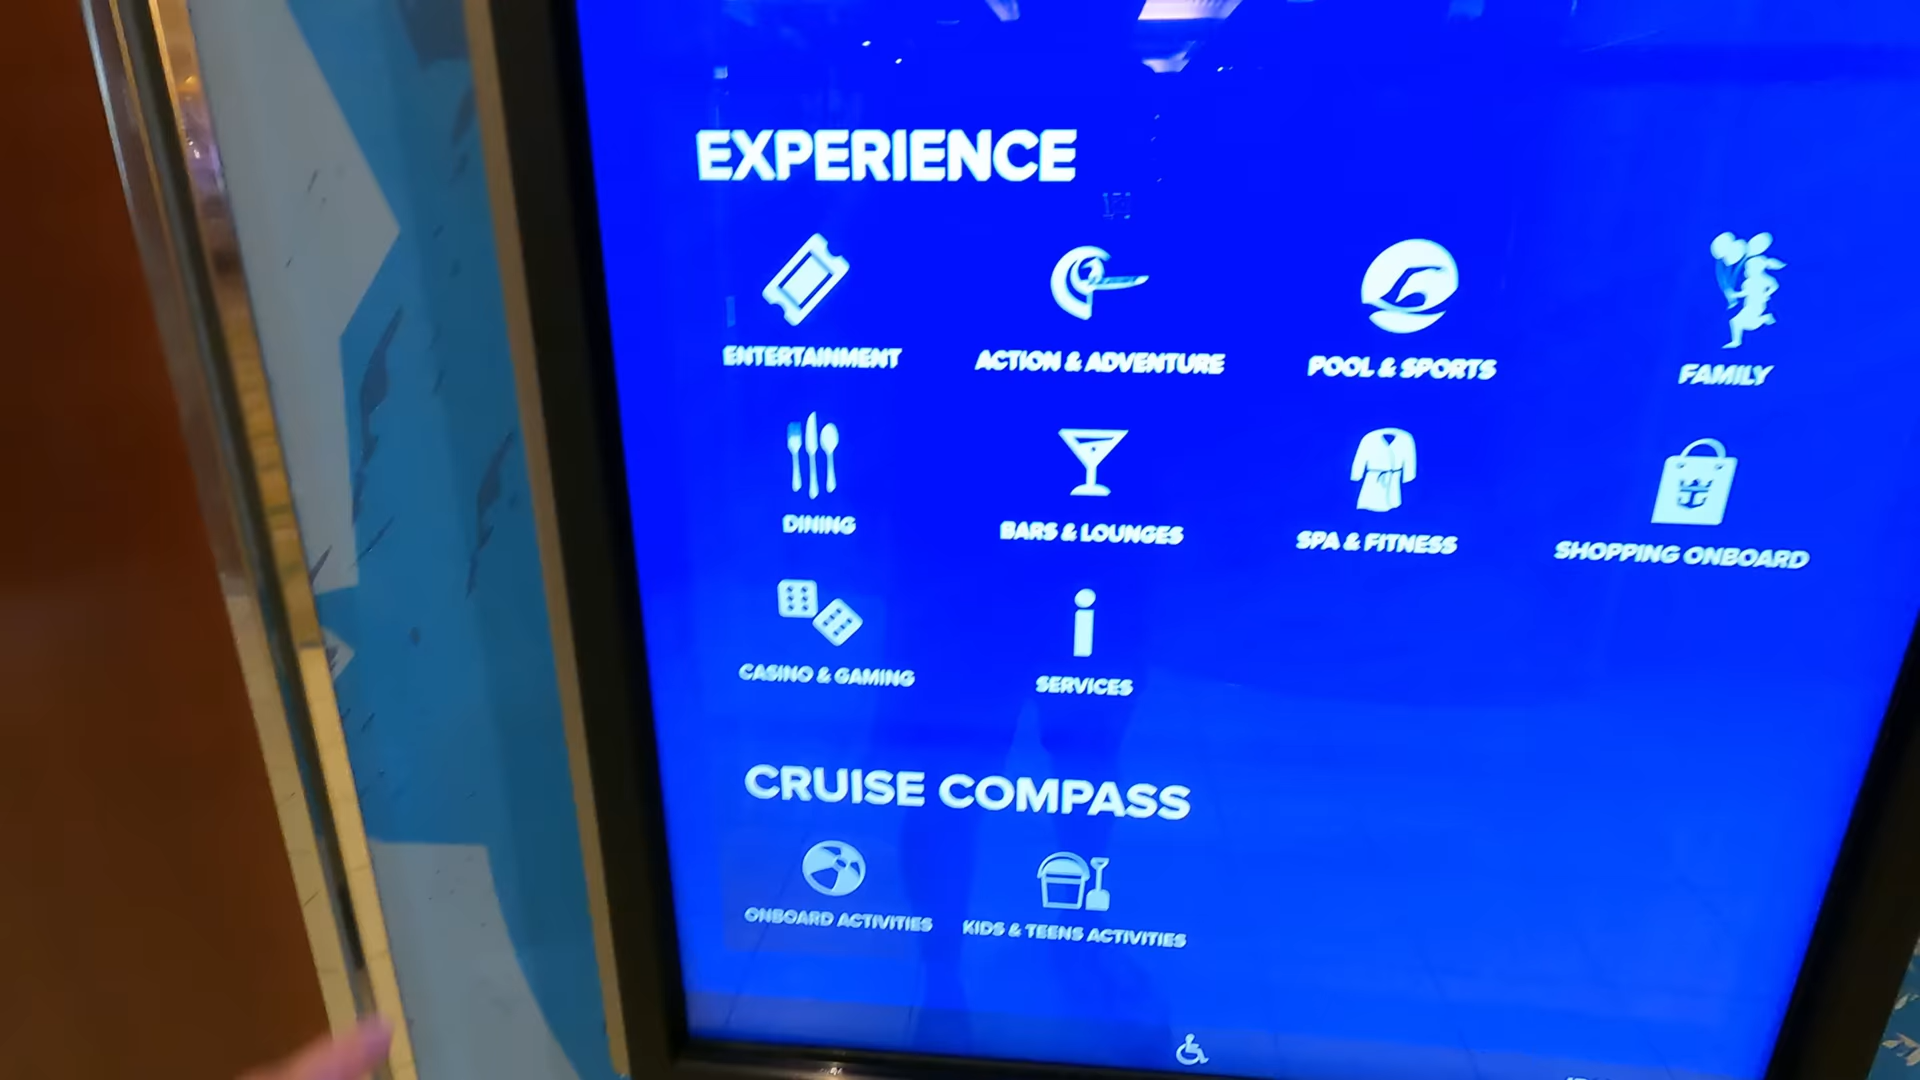 EXPERIENCE
ENTERTAINMENT
ACTION & ADVENTURE
POOL & SPORTS
FAMILY
DINING
BARS & LOUNGES
SPA & FITNESS
SHOPPING ONBOARD
CASINO & GAMING
SERVICES
CRUISE COMPASS
ONBOARD ACTIVITIES
KIDS & TEENS ACTIVITIES